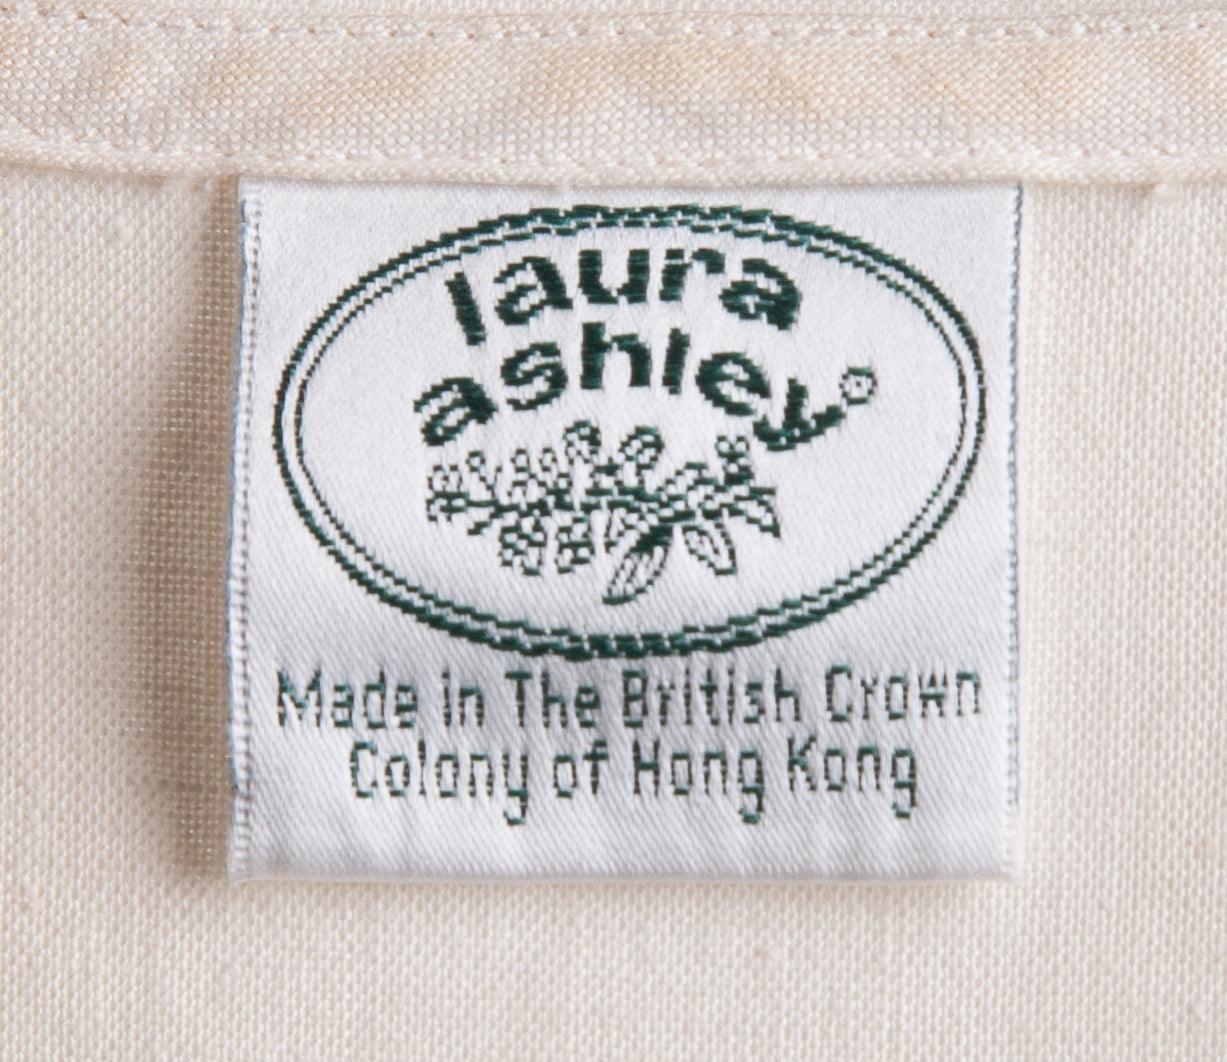 laura
ashley®
Made in The British Crown
Colony of Hong Kong